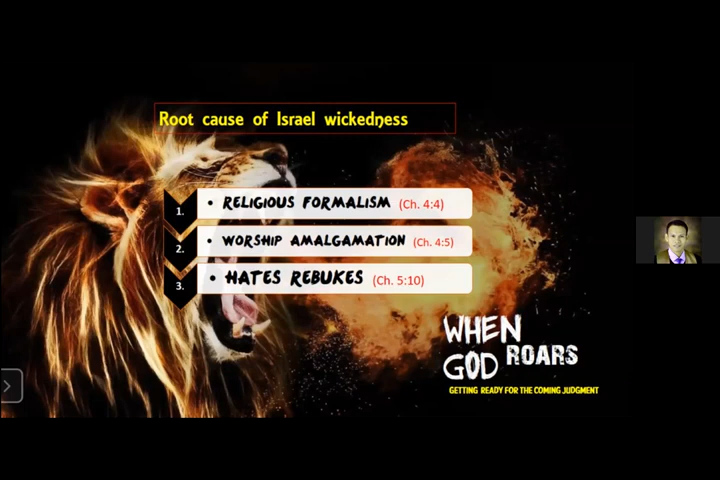 Root cause of Israel wickedness
1. • RELIGIOUS FORMALISM (Ch. 4:4)
2. • WORSHIP AMALGAMATION (Ch. 4:5)
3. • HATES REBUKES (Ch. 5:10)
WHEN
GOD ROARS
GETTING READY FOR THE COMING JUDGMENT